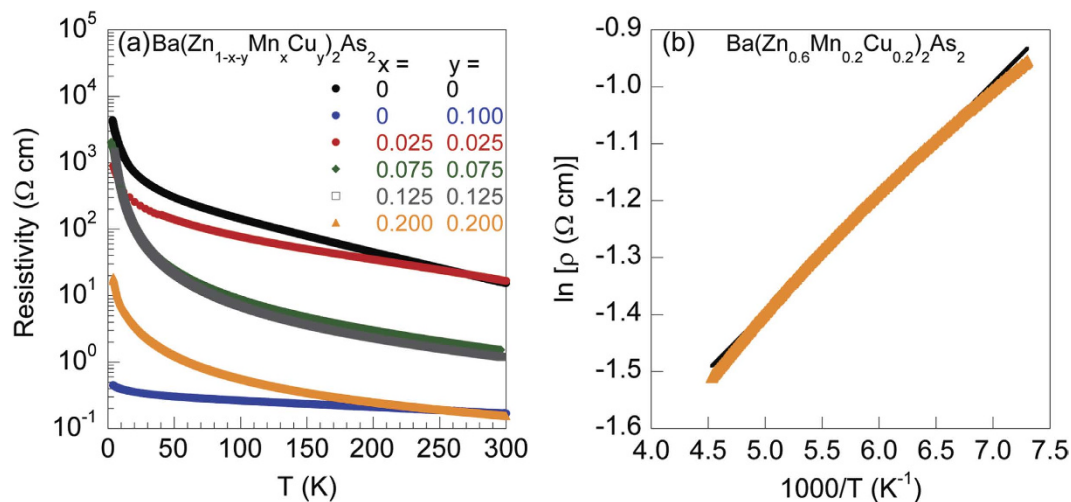 (a) Ba(Zn1-x-yMnxCuy)2As2
x = y =
0 0
0 0.100
0.025 0.025
0.075 0.075
0.125 0.125
0.200 0.200
10^5
10^4
10^3
10^2
10^1
10^0
10^-1
Resistivity (Ω cm)
0 50 100 150 200 250 300
T (K)
(b) Ba(Zn0.6Mn0.2Cu0.2)2As2
-0.9
-1.0
-1.1
-1.2
-1.3
-1.4
-1.5
-1.6
ln [ρ (Ω cm)]
4.0 4.5 5.0 5.5 6.0 6.5 7.0 7.5
1000/T (K^-1)